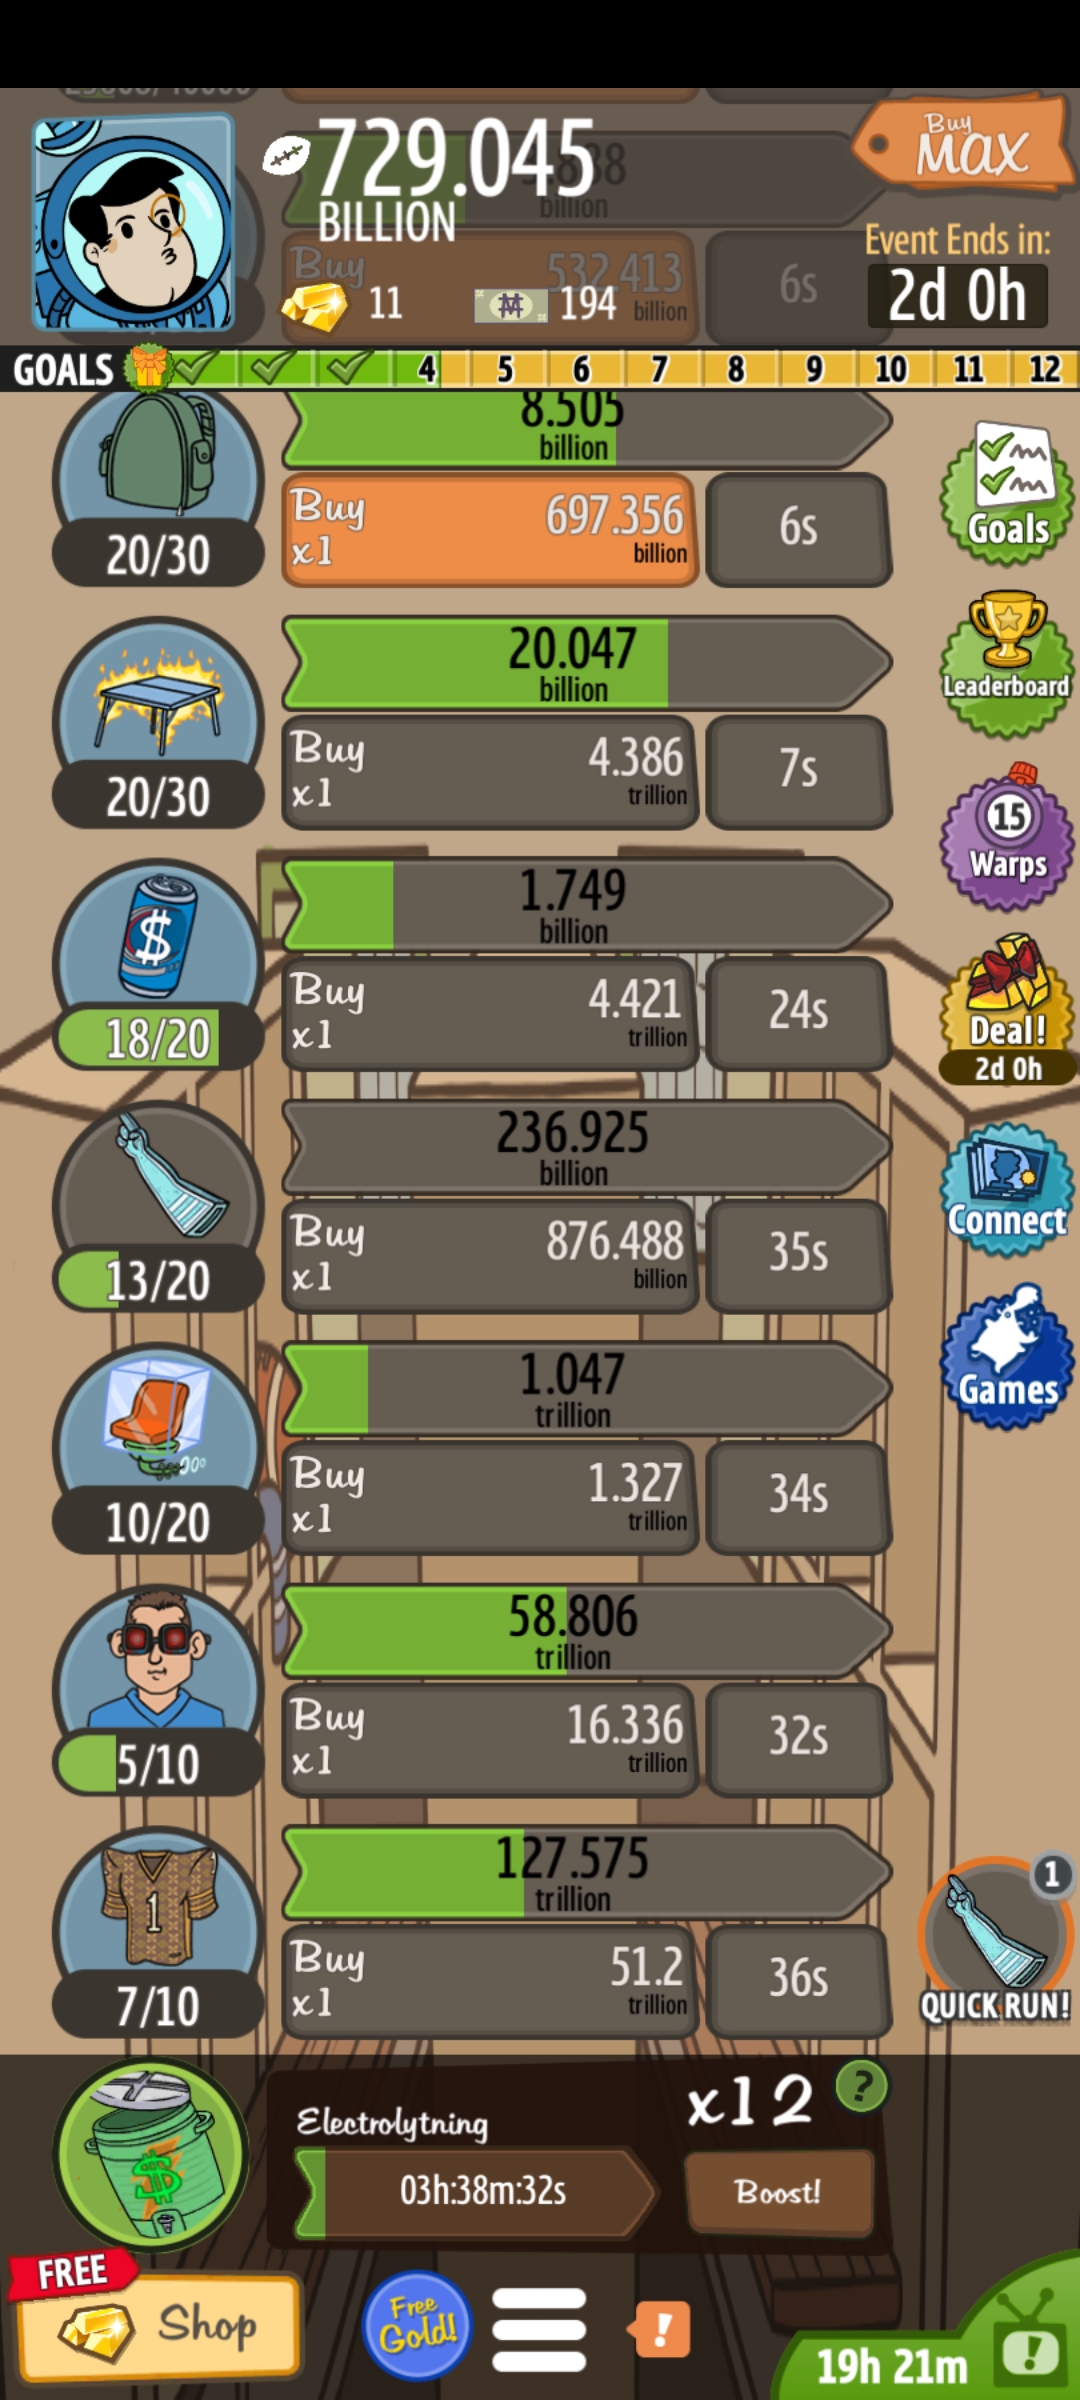 729.045
BILLION
Buy
MAX
Event Ends in:
2d 0h
billion
Buy
532.413
billion
6s
11
194
GOALS
4
5
6
7
8
9
10
11
12
8.505
billion
Buy
x1
697.356
billion
6s
20/30
Goals
20.047
billion
Buy
x1
4.386
trillion
7s
20/30
Leaderboard
15
Warps
1.749
billion
Buy
x1
4.421
trillion
24s
$
18/20
Deal!
2d 0h
236.925
billion
Buy
x1
876.488
billion
35s
13/20
Connect
1.047
trillion
Buy
x1
1.327
trillion
34s
10/20
Games
58.806
trillion
Buy
x1
16.336
trillion
32s
5/10
127.575
trillion
Buy
x1
51.2
trillion
36s
1
7/10
1
QUICK RUN!
$
Electrolytning
03h:38m:32s
x12
?
Boost!
FREE
Shop
Free
Gold!
!
19h 21m
!